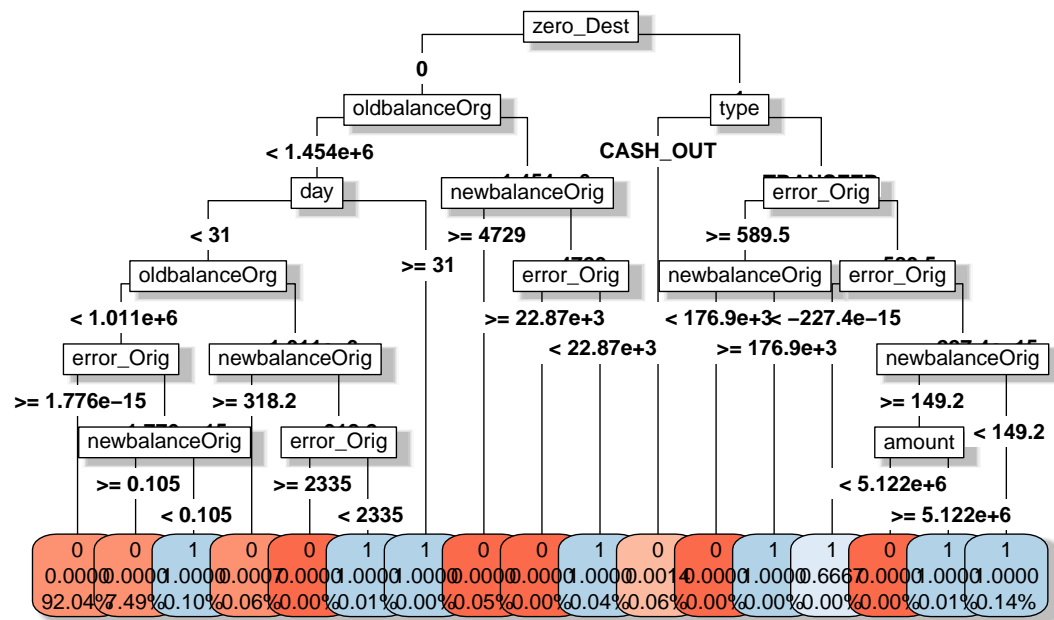 zero_Dest
0
oldbalanceOrg
type
< 1.454e+6
CASH_OUT
day
newbalanceOrig
error_Orig
< 31
>= 31
>= 4729
>= 589.5
oldbalanceOrg
error_Orig
newbalanceOrig
error_Orig
< 1.011e+6
>= 22.87e+3
< 176.9e+3
< −227.4e−15
< 22.87e+3
>= 176.9e+3
error_Orig
newbalanceOrig
newbalanceOrig
>= 1.776e−15
>= 318.2
>= 149.2
< 149.2
newbalanceOrig
error_Orig
amount
>= 0.105
>= 2335
< 5.122e+6
< 0.105
< 2335
>= 5.122e+6
0 0 1 0 0 1 1 0 0 1 0 0 1 1 0 1 1
0.0000 0.0000 1.0000 0.0007 0.0000 1.0000 1.0000 0.0000 0.0000 1.0000 0.0014 0.0000 1.0000 0.6667 0.0000 1.0000 1.0000
92.04% 7.49% 0.10% 0.06% 0.00% 0.01% 0.00% 0.05% 0.00% 0.04% 0.06% 0.00% 0.00% 0.00% 0.00% 0.01% 0.14%